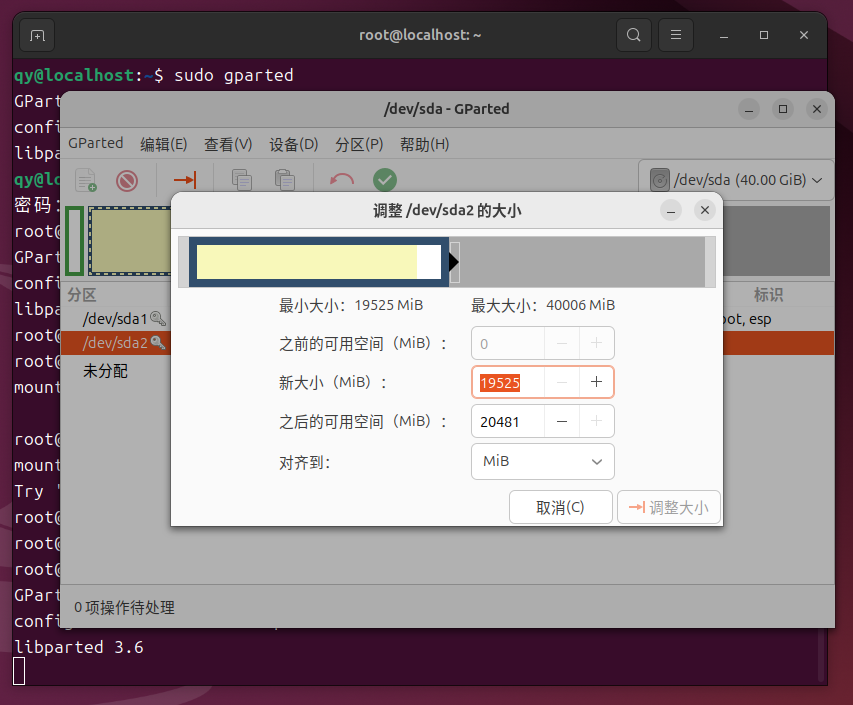 root@localhost: ~
qy@localhost:~$ sudo gparted
GPart
/dev/sda - GParted
confi
GParted 编辑(E) 查看(V) 设备(D) 分区(P) 帮助(H)
libpa
qy@lo
/dev/sda (40.00 GiB)
密码:
调整 /dev/sda2 的大小
root@
GPart
confi
分区
标识
最小大小：19525 MiB 最大大小：40006 MiB
libpa
/dev/sda1
oot, esp
root@
/dev/sda2
之前的可用空间（MiB）： 0
root@
未分配
新大小（MiB）： 19525
mount
之后的可用空间（MiB）： 20481
root@
对齐到： MiB
mount
Try '
取消(C) 调整大小
root@
root@
root@
GPart
0 项操作待处理
confi
libparted 3.6